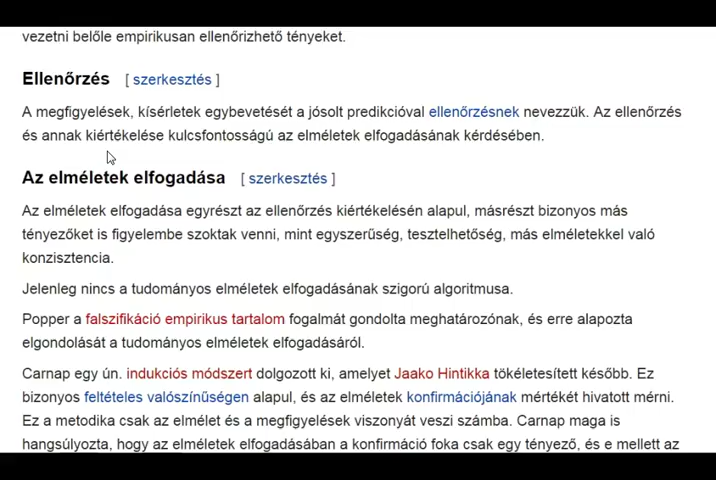 vezetni belőle empirikusan ellenőrizhető tényeket.
Ellenőrzés [ szerkesztés ]
A megfigyelések, kísérletek egybevetését a jósolt predikcióval ellenőrzésnek nevezzük. Az ellenőrzés
és annak kiértékelése kulcsfontosságú az elméletek elfogadásának kérdésében.
Az elméletek elfogadása [ szerkesztés ]
Az elméletek elfogadása egyrészt az ellenőrzés kiértékelésén alapul, másrészt bizonyos más
tényezőket is figyelembe szoktak venni, mint egyszerűség, tesztelhetőség, más elméletekkel való
konzisztencia.
Jelenleg nincs a tudományos elméletek elfogadásának szigorú algoritmusa.
Popper a falszifikáció empirikus tartalom fogalmát gondolta meghatározónak, és erre alapozta
elgondolását a tudományos elméletek elfogadásáról.
Carnap egy ún. indukciós módszert dolgozott ki, amelyet Jaako Hintikka tökéletesített később. Ez
bizonyos feltételes valószínűségen alapul, és az elméletek konfirmációjának mértékét hivatott mérni.
Ez a metodika csak az elmélet és a megfigyelések viszonyát veszi számba. Carnap maga is
hangsúlyozta, hogy az elméletek elfogadásában a konfirmáció foka csak egy tényező, és e mellett az